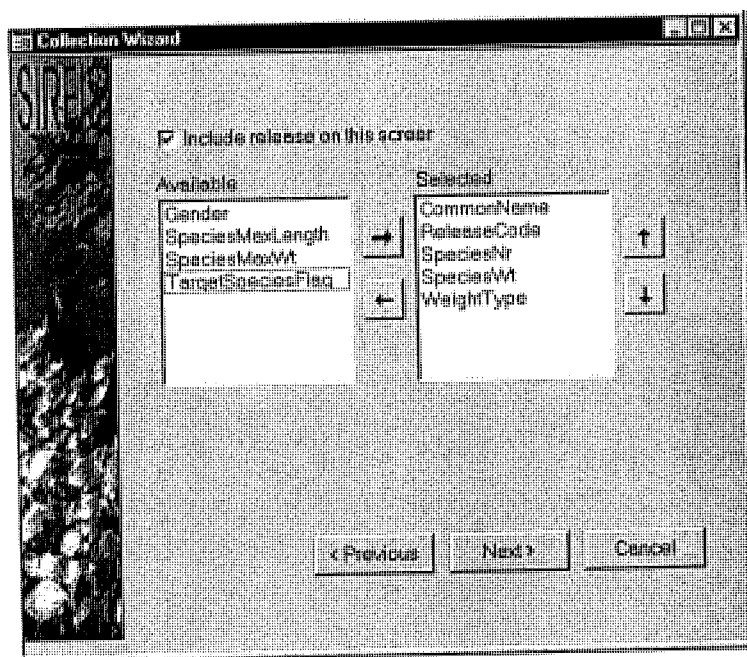 Collection Wizard
Include release on this screen
Available
Selected
Gender
SpeciesMaxLength
SpeciesMaxWt
TargetSpeciesFlag
CommonName
ReleaseCode
SpeciesNr
SpeciesWt
WeightType
< Previous
Next >
Cancel